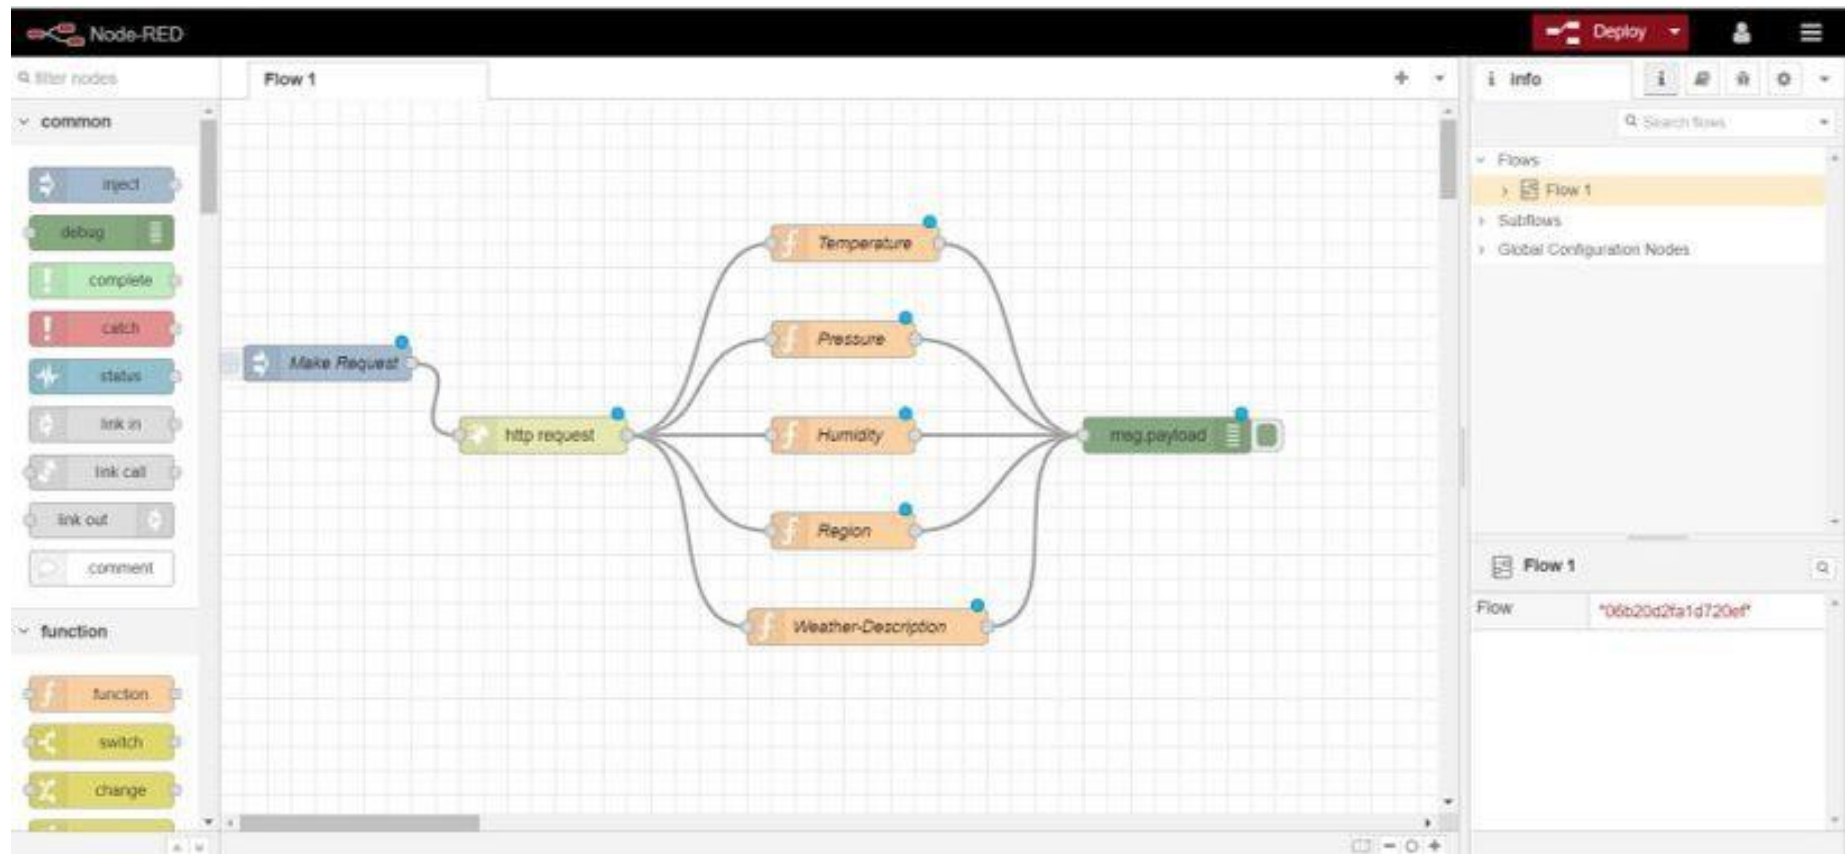 Node-RED
Deploy
filter nodes
Flow 1
info
common
Search flows
inject
debug
complete
catch
status
link in
link call
link out
comment
function
function
switch
change
Make Request
http request
Temperature
Pressure
Humidity
Region
Weather-Description
msg.payload
Flows
Flow 1
Subflows
Global Configuration Nodes
Flow 1
Flow
"06b20d2fa1d720ef"